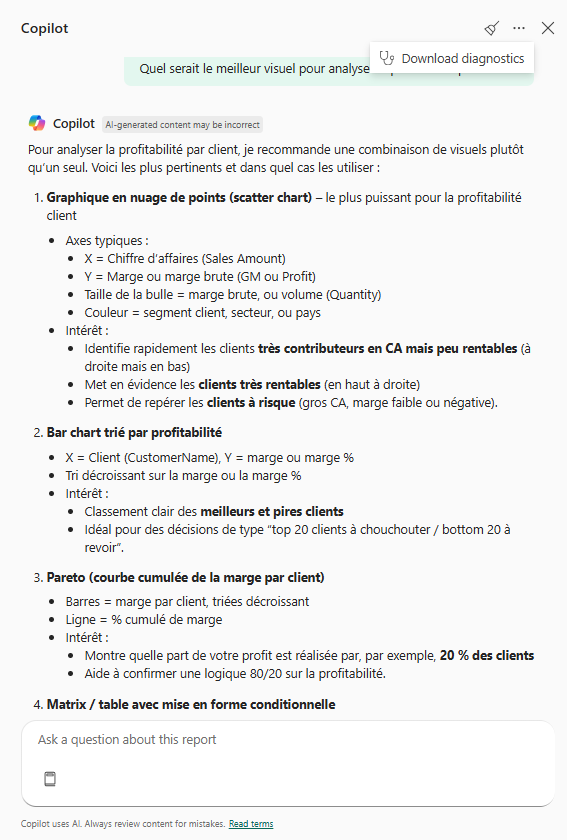 Copilot
Download diagnostics
Quel serait le meilleur visuel pour analyse
Copilot AI-generated content may be incorrect
Pour analyser la profitabilité par client, je recommande une combinaison de visuels plutôt
qu’un seul. Voici les plus pertinents et dans quel cas les utiliser :
1. Graphique en nuage de points (scatter chart) – le plus puissant pour la profitabilité
client
• Axes typiques :
• X = Chiffre d’affaires (Sales Amount)
• Y = Marge ou marge brute (GM ou Profit)
• Taille de la bulle = marge brute, ou volume (Quantity)
• Couleur = segment client, secteur, ou pays
• Intérêt :
• Identifie rapidement les clients très contributeurs en CA mais peu rentables (à
droite mais en bas)
• Met en évidence les clients très rentables (en haut à droite)
• Permet de repérer les clients à risque (gros CA, marge faible ou négative).
2. Bar chart trié par profitabilité
• X = Client (CustomerName), Y = marge ou marge %
• Tri décroissant sur la marge ou la marge %
• Intérêt :
• Classement clair des meilleurs et pires clients
• Idéal pour des décisions de type “top 20 clients à chouchouter / bottom 20 à
revoir”.
3. Pareto (courbe cumulée de la marge par client)
• Barres = marge par client, triées décroissant
• Ligne = % cumulé de marge
• Intérêt :
• Montre quelle part de votre profit est réalisée par, par exemple, 20 % des clients
• Aide à confirmer une logique 80/20 sur la profitabilité.
4. Matrix / table avec mise en forme conditionnelle
Ask a question about this report
Copilot uses AI. Always review content for mistakes. Read terms